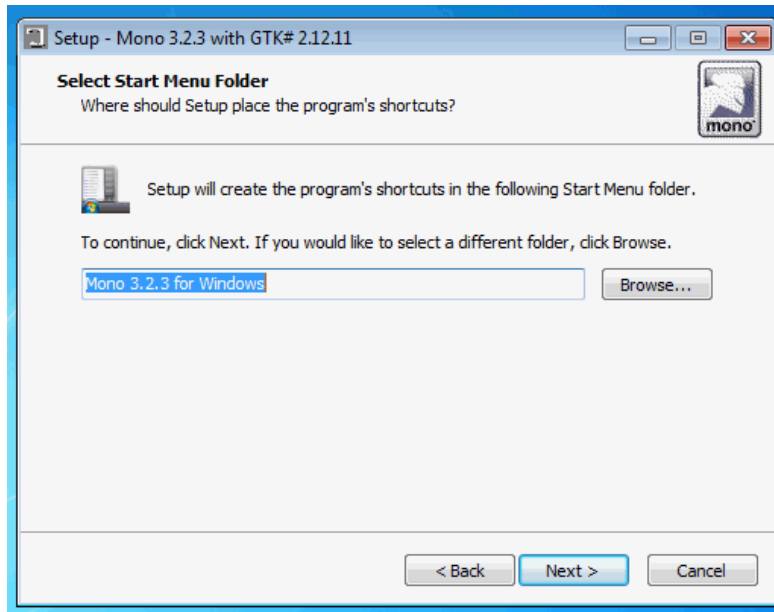 Setup - Mono 3.2.3 with GTK# 2.12.11
Select Start Menu Folder
Where should Setup place the program's shortcuts?
mono
Setup will create the program's shortcuts in the following Start Menu folder.
To continue, click Next. If you would like to select a different folder, click Browse.
Mono 3.2.3 for Windows
Browse...
< Back
Next >
Cancel